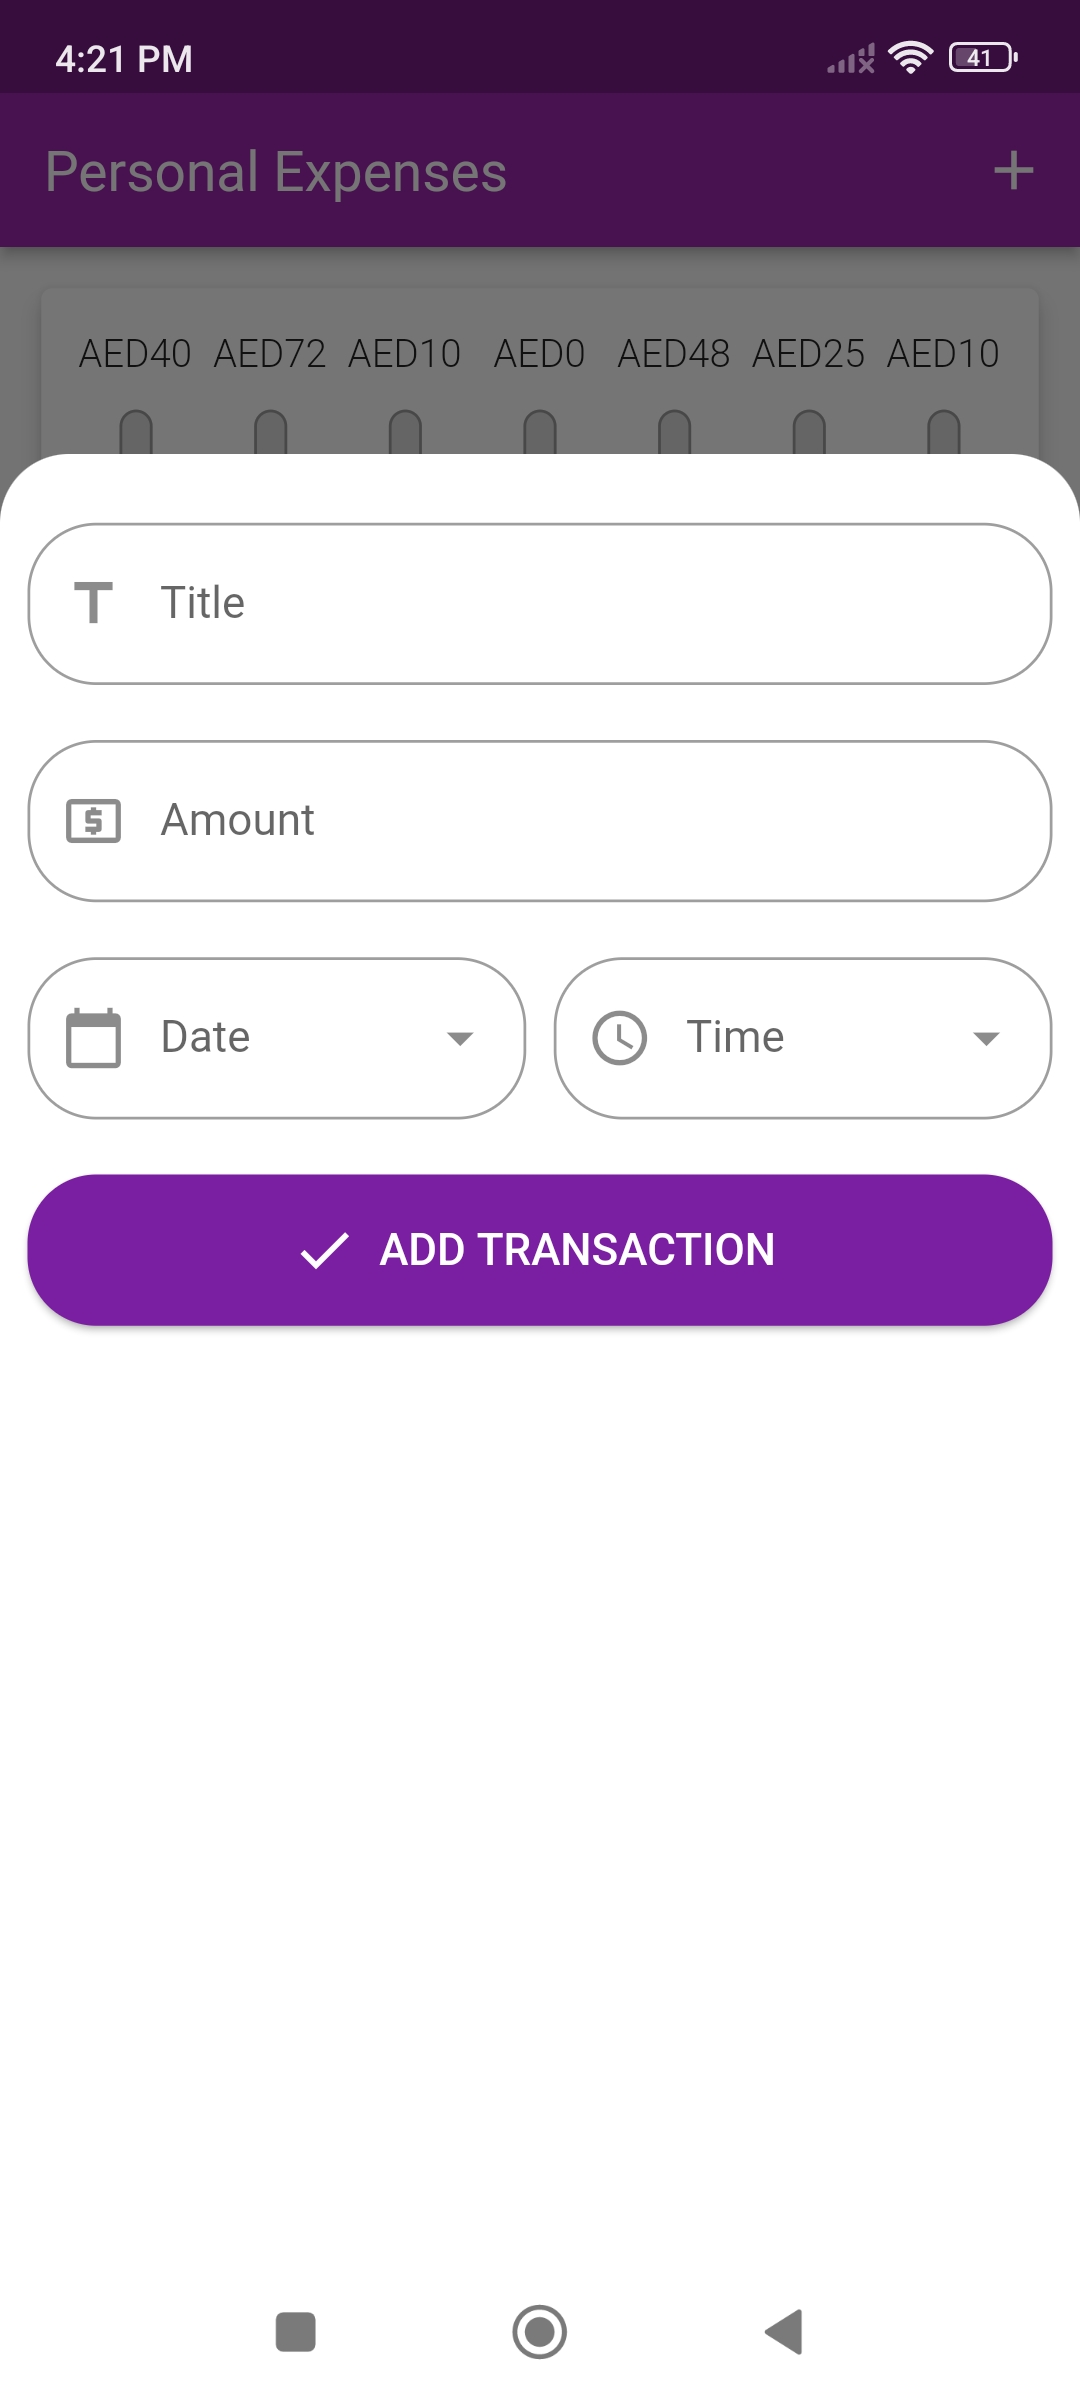 4:21 PM 41
Personal Expenses
AED40 AED72 AED10 AED0 AED48 AED25 AED10
Title
Amount
Date Time
ADD TRANSACTION